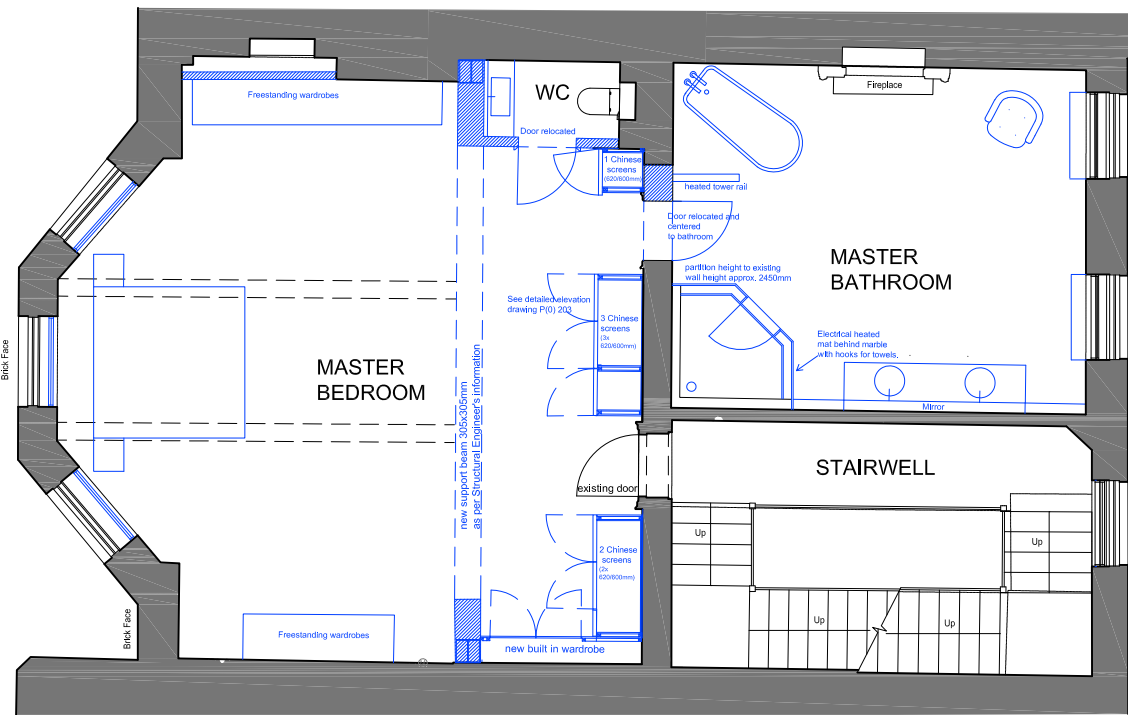 Freestanding wardrobes
WC
Door relocated
1 Chinese
screens
(620/600mm)
Fireplace
heated tower rail
Door relocated and
centered
to bathroom
partition height to existing
wall height approx. 2450mm
MASTER
BATHROOM
See detailed elevation
drawing P(0) 203
3 Chinese
screens
(3x
620/600mm)
Electrical heated
mat behind marble
with hooks for towels.
Mirror
Brick Face
MASTER
BEDROOM
new support beam 305x305mm
as per Structural Engineer's information
existing door
STAIRWELL
Up
Up
Up
Up
2 Chinese
screens
(2x
620/600mm)
Brick Face
Freestanding wardrobes
new built in wardrobe